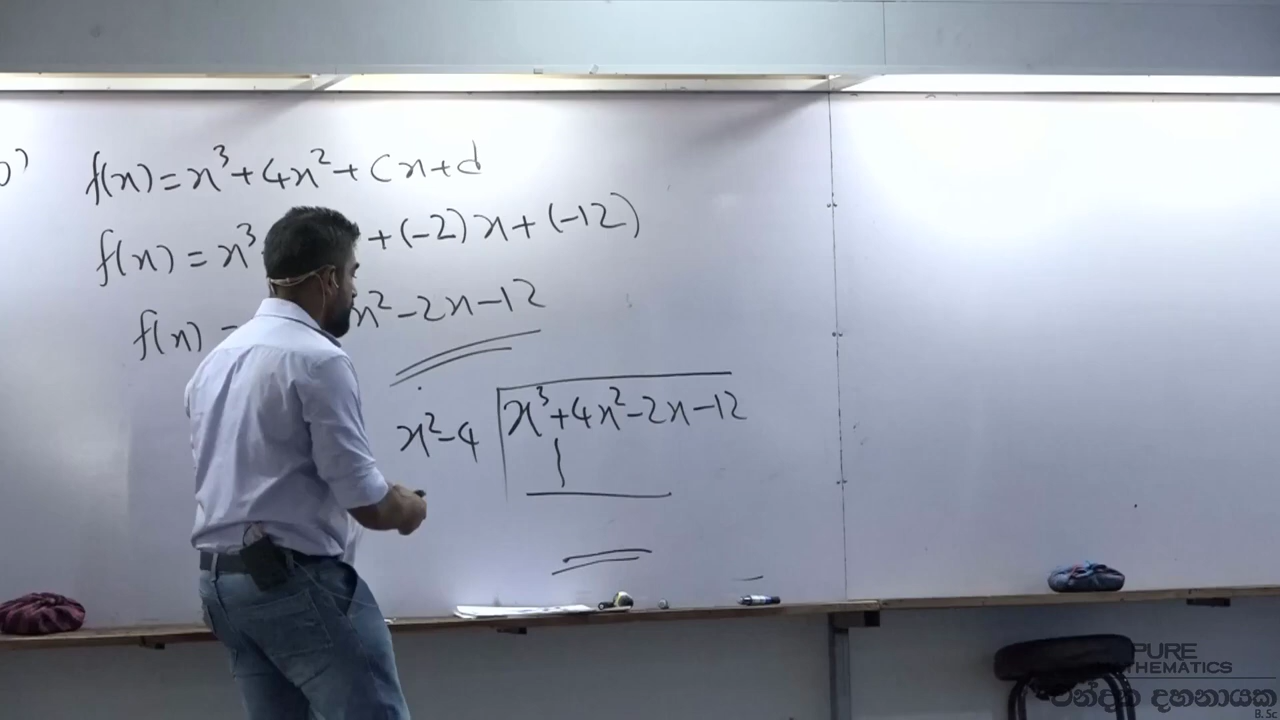 f(x)=x³+4x²+Cx+d
f(x)=x³ +(-2)x+(-12)
f(x) x²-2x-12
x²-4 x³+4x²-2x-12
PURE
MATHEMATICS
චන්දන දහනායක
B.Sc